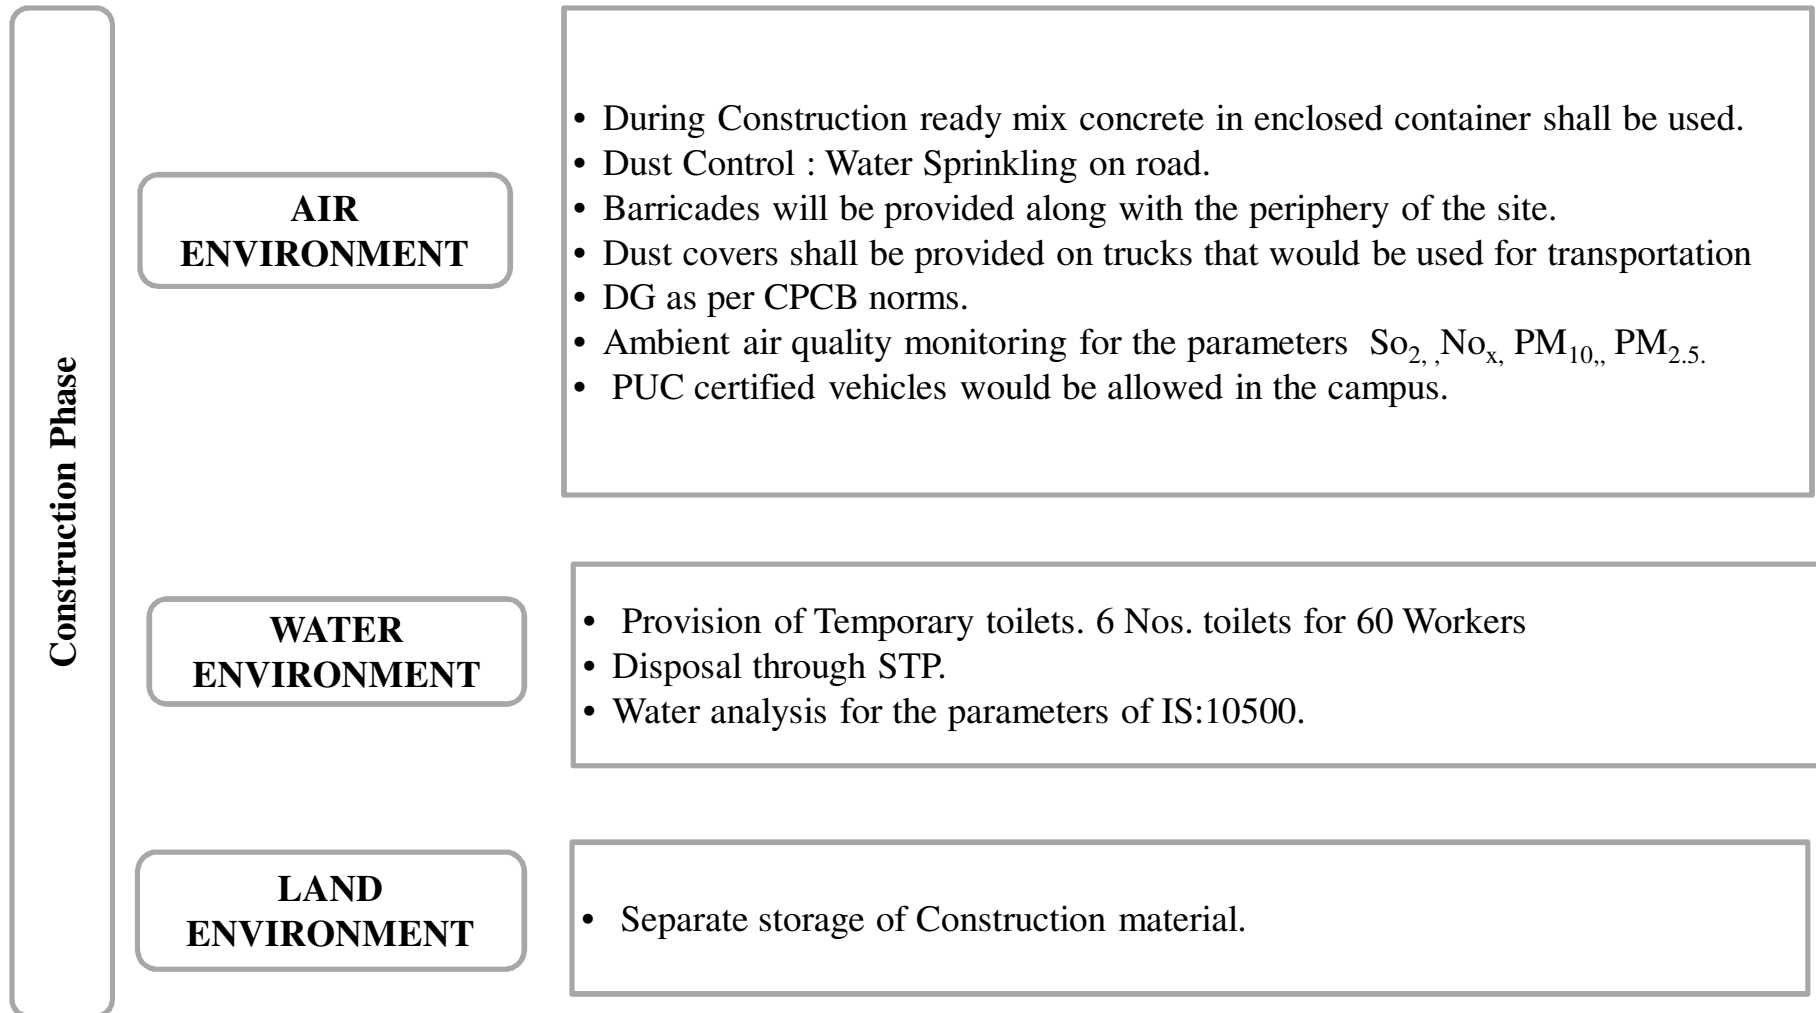 Construction Phase
AIR
ENVIRONMENT
• During Construction ready mix concrete in enclosed container shall be used.
• Dust Control : Water Sprinkling on road.
• Barricades will be provided along with the periphery of the site.
• Dust covers shall be provided on trucks that would be used for transportation
• DG as per CPCB norms.
• Ambient air quality monitoring for the parameters So2, ,Nox, PM10,, PM2.5.
• PUC certified vehicles would be allowed in the campus.
WATER
ENVIRONMENT
• Provision of Temporary toilets. 6 Nos. toilets for 60 Workers
• Disposal through STP.
• Water analysis for the parameters of IS:10500.
LAND
ENVIRONMENT
• Separate storage of Construction material.